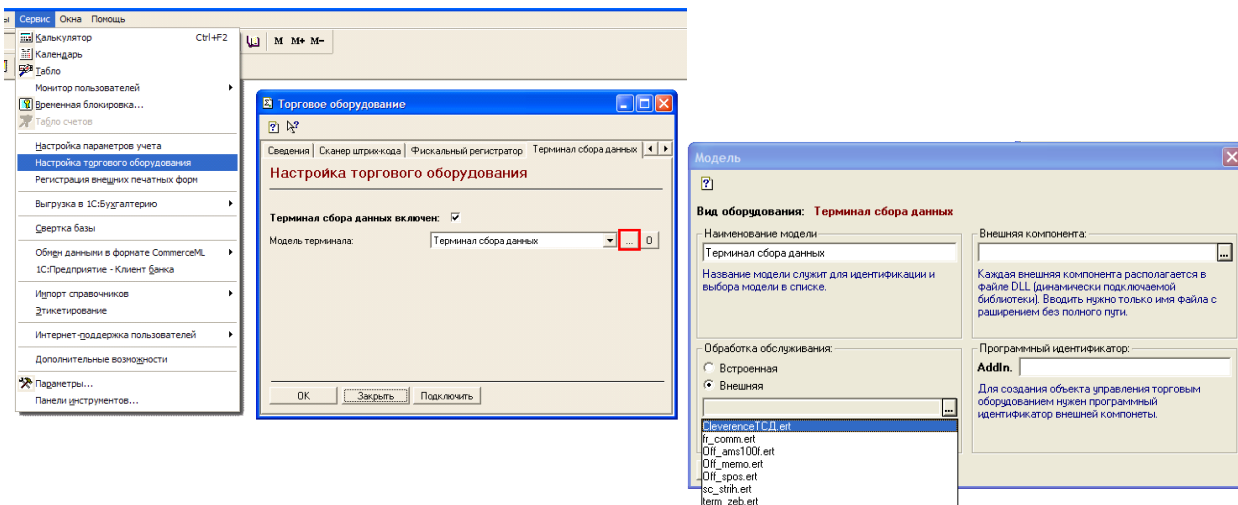 ы Сервис Окна Помощь
Калькулятор Ctrl+F2
Календарь
Табло
Монитор пользователей
Временная блокировка...
Табло счетов
Настройка параметров учета
Настройка торгового оборудования
Регистрация внешних печатных форм
Выгрузка в 1С:Бухгалтерию
Свертка базы
Обмен данными в формате CommerceML
1С:Предприятие - Клиент банка
Импорт справочников
Этикетирование
Интернет-поддержка пользователей
Дополнительные возможности
Параметры...
Панели инструментов...
M M+ M-
Торговое оборудование
Сведения Сканер штрих-кода Фискальный регистратор Терминал сбора данных
Настройка торгового оборудования
Терминал сбора данных включен:
Модель терминала: Терминал сбора данных ... 0
OK Закрыть Подключить
Модель
Вид оборудования: Терминал сбора данных
Наименование модели
Терминал сбора данных
Название модели служит для идентификации и
выбора модели в списке.
Внешняя компонента:
...
Каждая внешняя компонента располагается в
файле DLL (динамически подключаемой
библиотеки). Вводить нужно только имя файла с
раширением без полного пути.
Обработка обслуживания:
Встроенная
Внешняя
...
CleverenceТСД.ert
fr_comm.ert
Off_ams100f.ert
Off_memo.ert
Off_spos.ert
sc_strih.ert
term_zeb.ert
Программный идентификатор:
AddIn.
Для создания объекта управления торговым
оборудованием нужен программный
идентификатор внешней компонеты.